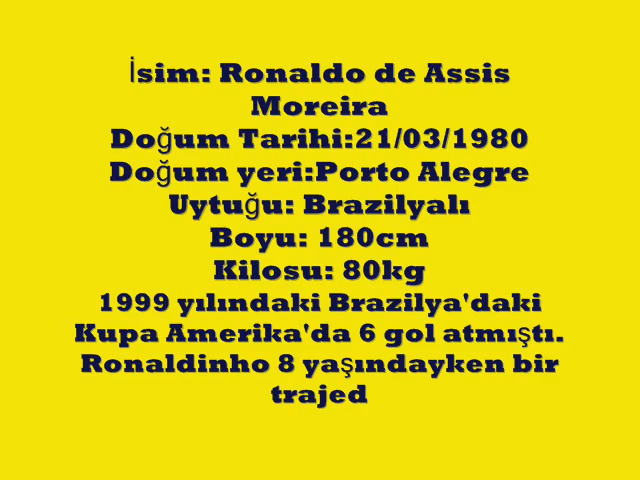 İsim: Ronaldo de Assis
Moreira
Doğum Tarihi:21/03/1980
Doğum yeri:Porto Alegre
Uytuğu: Brazilyalı
Boyu: 180cm
Kilosu: 80kg
1999 yılındaki Brazilya'daki
Kupa Amerika'da 6 gol atmıştı.
Ronaldinho 8 yaşındayken bir
trajed